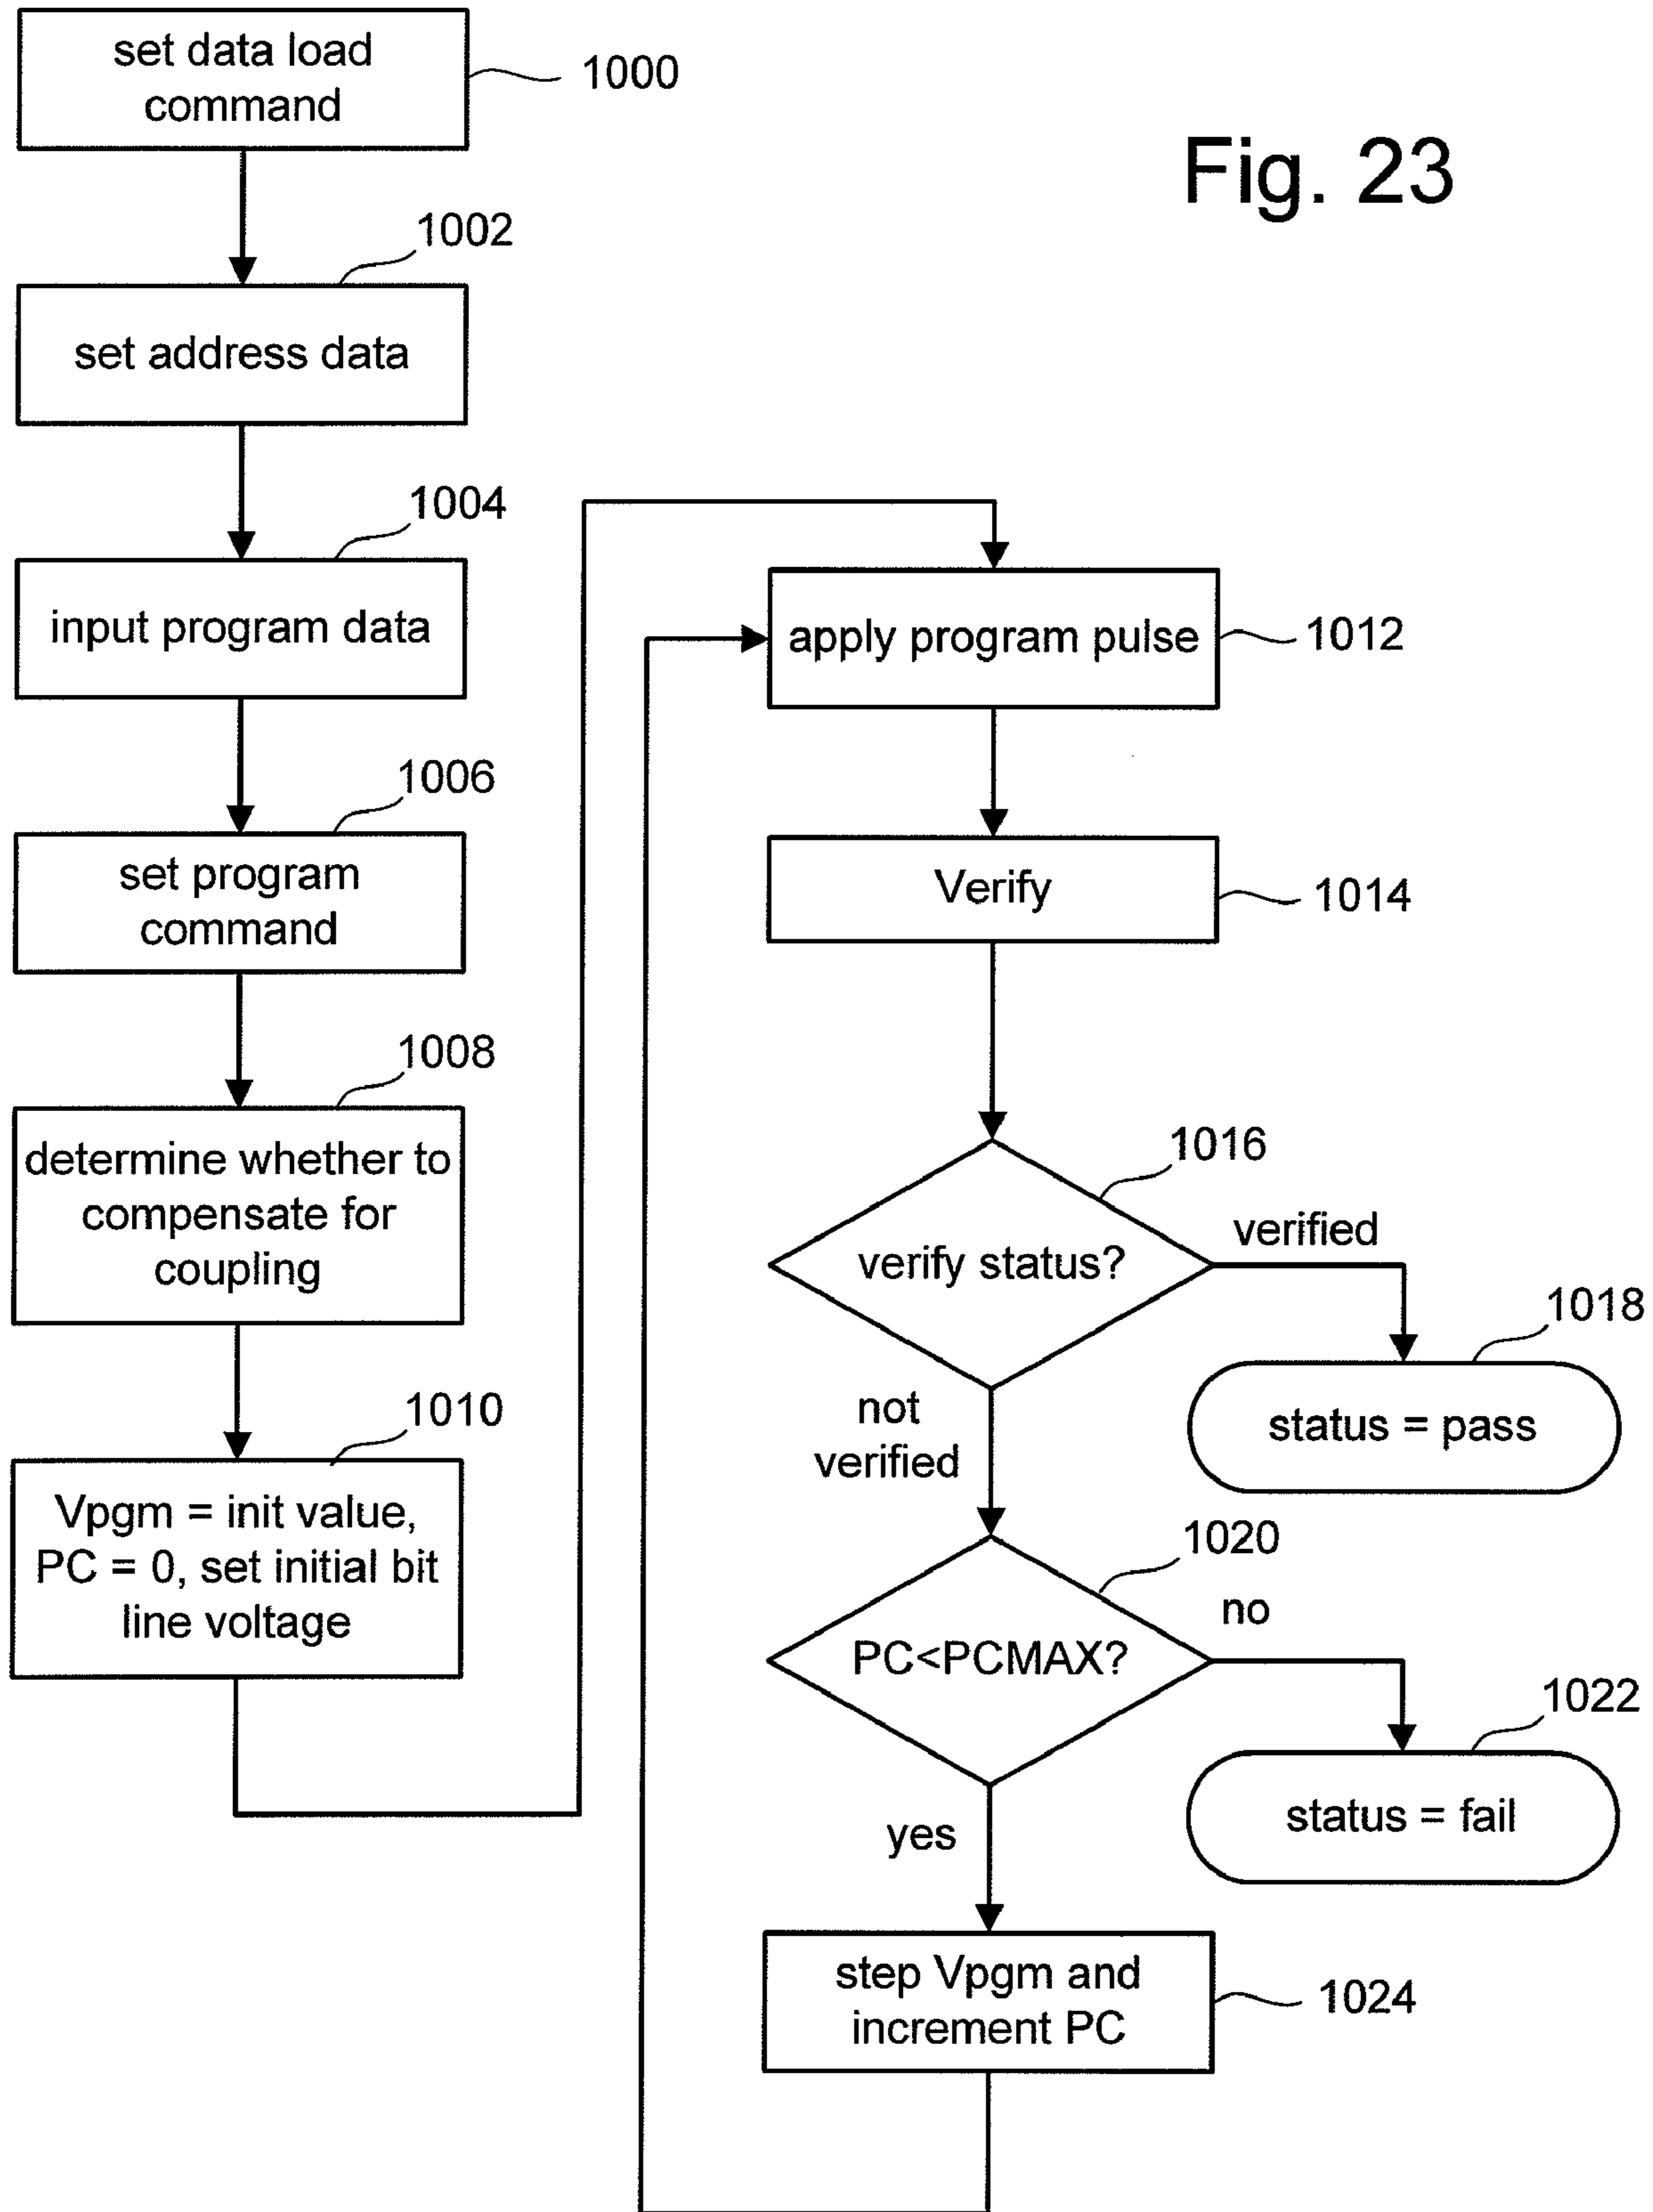 Fig. 23
set data load
command
1000
1002
set address data
1004
input program data
1006
set program
command
1008
determine whether to
compensate for
coupling
1010
Vpgm = init value,
PC = 0, set initial bit
line voltage
apply program pulse
1012
Verify
1014
1016
verify status?
verified
1018
status = pass
not
verified
1020
PC<PCMAX?
no
1022
status = fail
yes
step Vpgm and
increment PC
1024